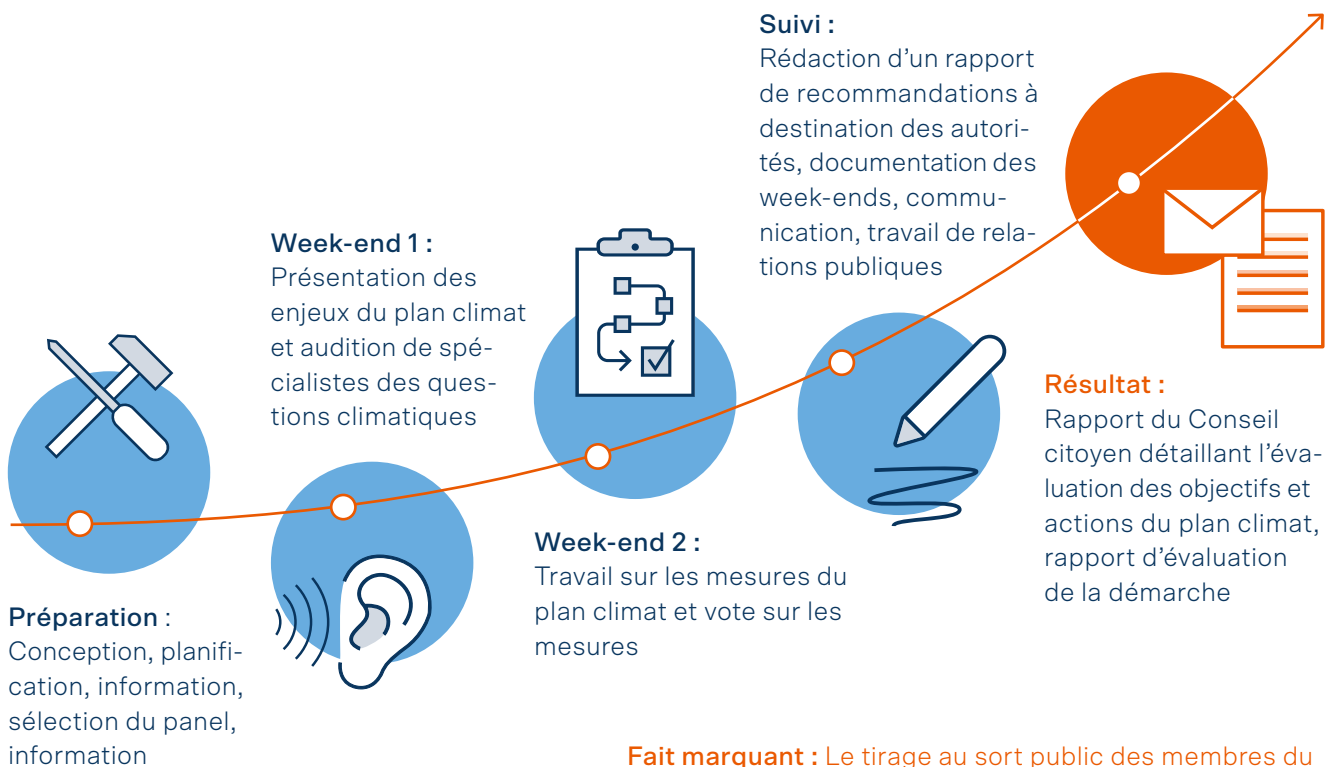 Préparation :
Conception, planifi-
cation, information,
sélection du panel,
information
Week-end 1 :
Présentation des
enjeux du plan climat
et audition de spé-
cialistes des ques-
tions climatiques
Week-end 2 :
Travail sur les mesures du
plan climat et vote sur les
mesures
Suivi :
Rédaction d’un rapport
de recommandations à
destination des autori-
tés, documentation des
week-ends, commu-
nication, travail de rela-
tions publiques
Résultat :
Rapport du Conseil
citoyen détaillant l’éva-
luation des objectifs et
actions du plan climat,
rapport d’évaluation
de la démarche
Fait marquant : Le tirage au sort public des membres du